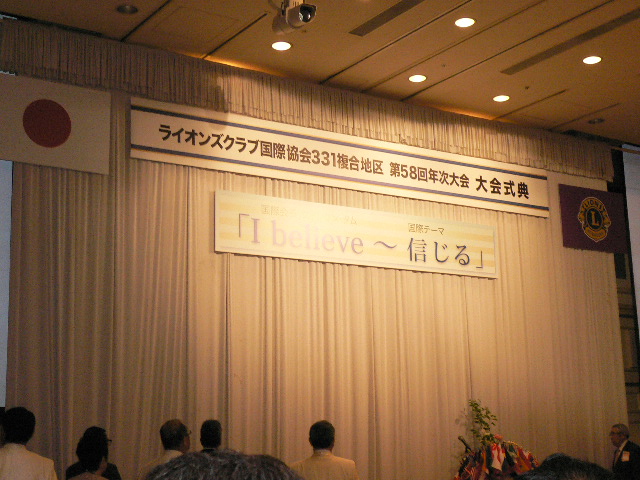 ライオンズクラブ国際協会331複合地区 第58回年次大会 大会式典
国際テーマ
「I believe ～ 信じる」
L